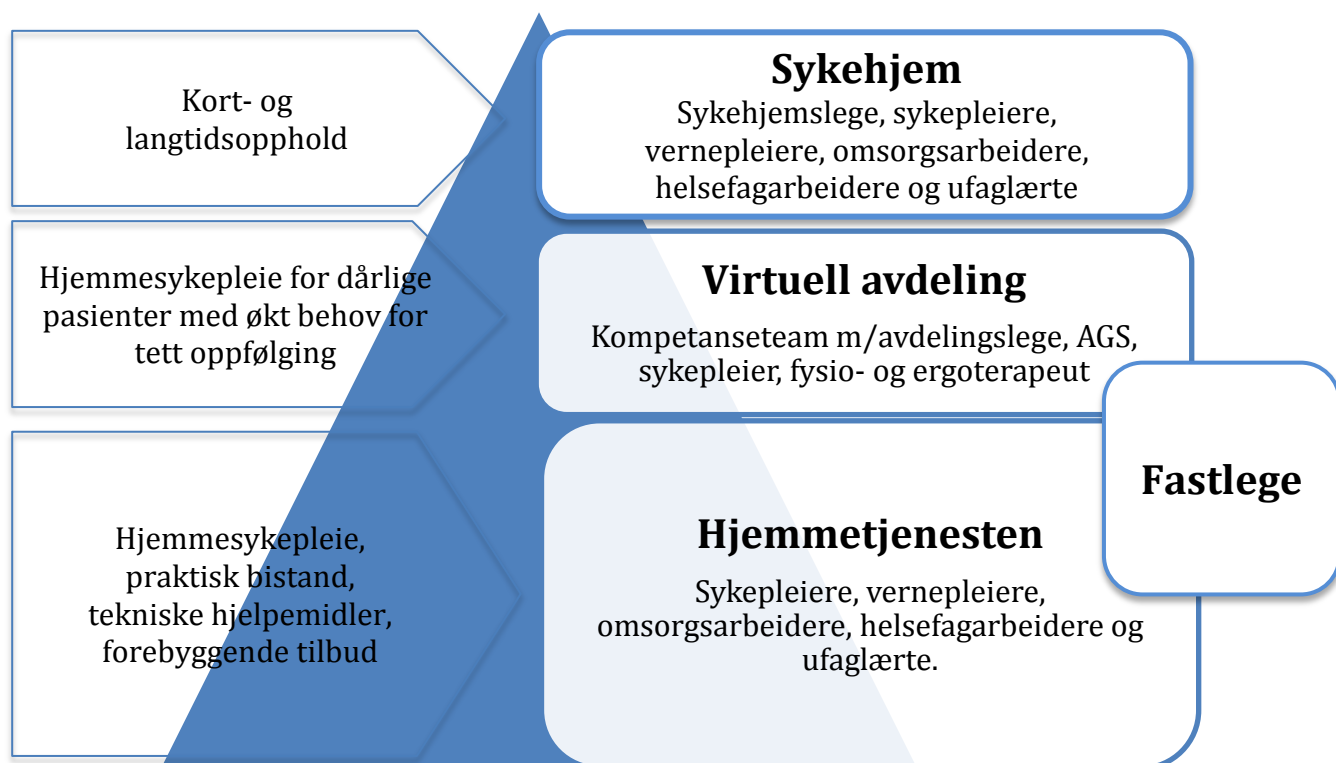 Kort- og
langtidsopphold
Sykehjem
Sykehjemslege, sykepleiere,
vernepleiere, omsorgsarbeidere,
helsefagarbeidere og ufaglærte
Hjemmesykepleie for dårlige
pasienter med økt behov for
tett oppfølging
Virtuell avdeling
Kompetanseteam m/avdelingslege, AGS,
sykepleier, fysio- og ergoterapeut
Fastlege
Hjemmesykepleie,
praktisk bistand,
tekniske hjelpemidler,
forebyggende tilbud
Hjemmetjenesten
Sykepleiere, vernepleiere,
omsorgsarbeidere, helsefagarbeidere og
ufaglærte.